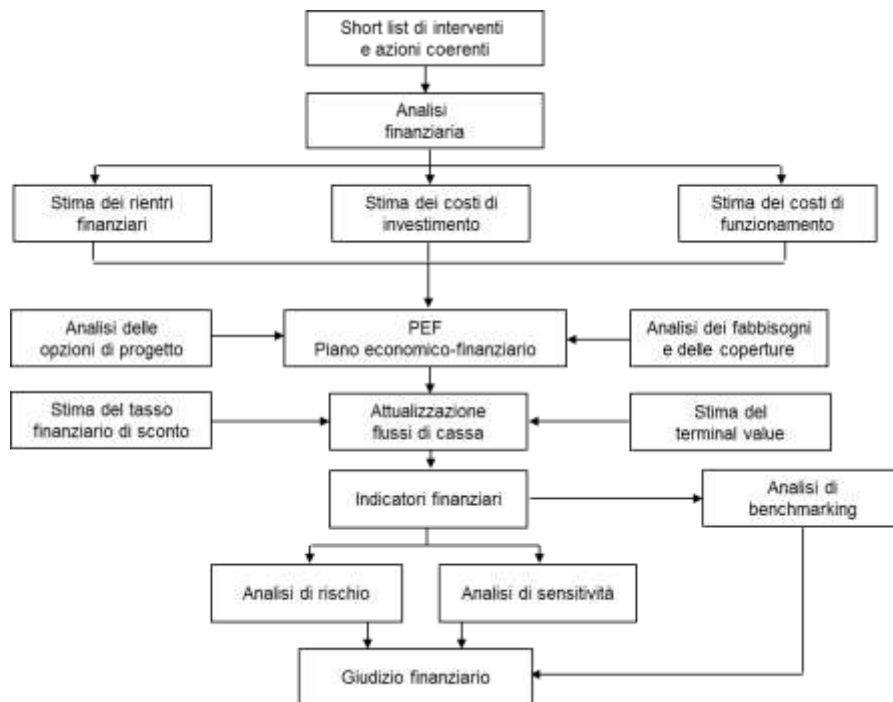 Short list di interventi
e azioni coerenti
Analisi
finanziaria
Stima dei rientri
finanziari
Stima dei costi di
investimento
Stima dei costi di
funzionamento
Analisi delle
opzioni di progetto
PEF
Piano economico-finanziario
Analisi dei fabbisogni
e delle coperture
Stima del tasso
finanziario di sconto
Attualizzazione
flussi di cassa
Stima del
terminal value
Indicatori finanziari
Analisi di
benchmarking
Analisi di rischio
Analisi di sensitività
Giudizio finanziario